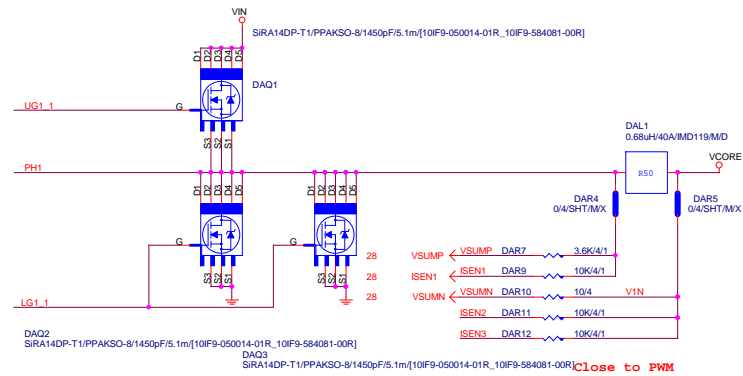 VIN
SiRA14DP-T1/PPAKSO-8/1450pF/5.1m/[10IF9-050014-01R_10IF9-584081-00R]
D1 D2 D3 D4 D5
DAQ1
UG1_1
G
S3 S2 S1
DAL1
0.68uH/40A/IMD119/M/D
VCORE
PH1
R50
D1 D2 D3 D4 D5
D1 D2 D3 D4 D5
DAR4
0/4/SHT/M/X
DAR5
0/4/SHT/M/X
G
G
S3 S2 S1
S3 S2 S1
28 VSUMP VSUMP DAR7 3.6K/4/1
28 ISEN1 ISEN1 DAR9 10K/4/1
28 VSUMN VSUMN DAR10 10/4 V1N
LG1_1
ISEN2 DAR11 10K/4/1
ISEN3 DAR12 10K/4/1
DAQ2
SiRA14DP-T1/PPAKSO-8/1450pF/5.1m/[10IF9-050014-01R_10IF9-584081-00R]
DAQ3
SiRA14DP-T1/PPAKSO-8/1450pF/5.1m/[10IF9-050014-01R_10IF9-584081-00R]
Close to PWM